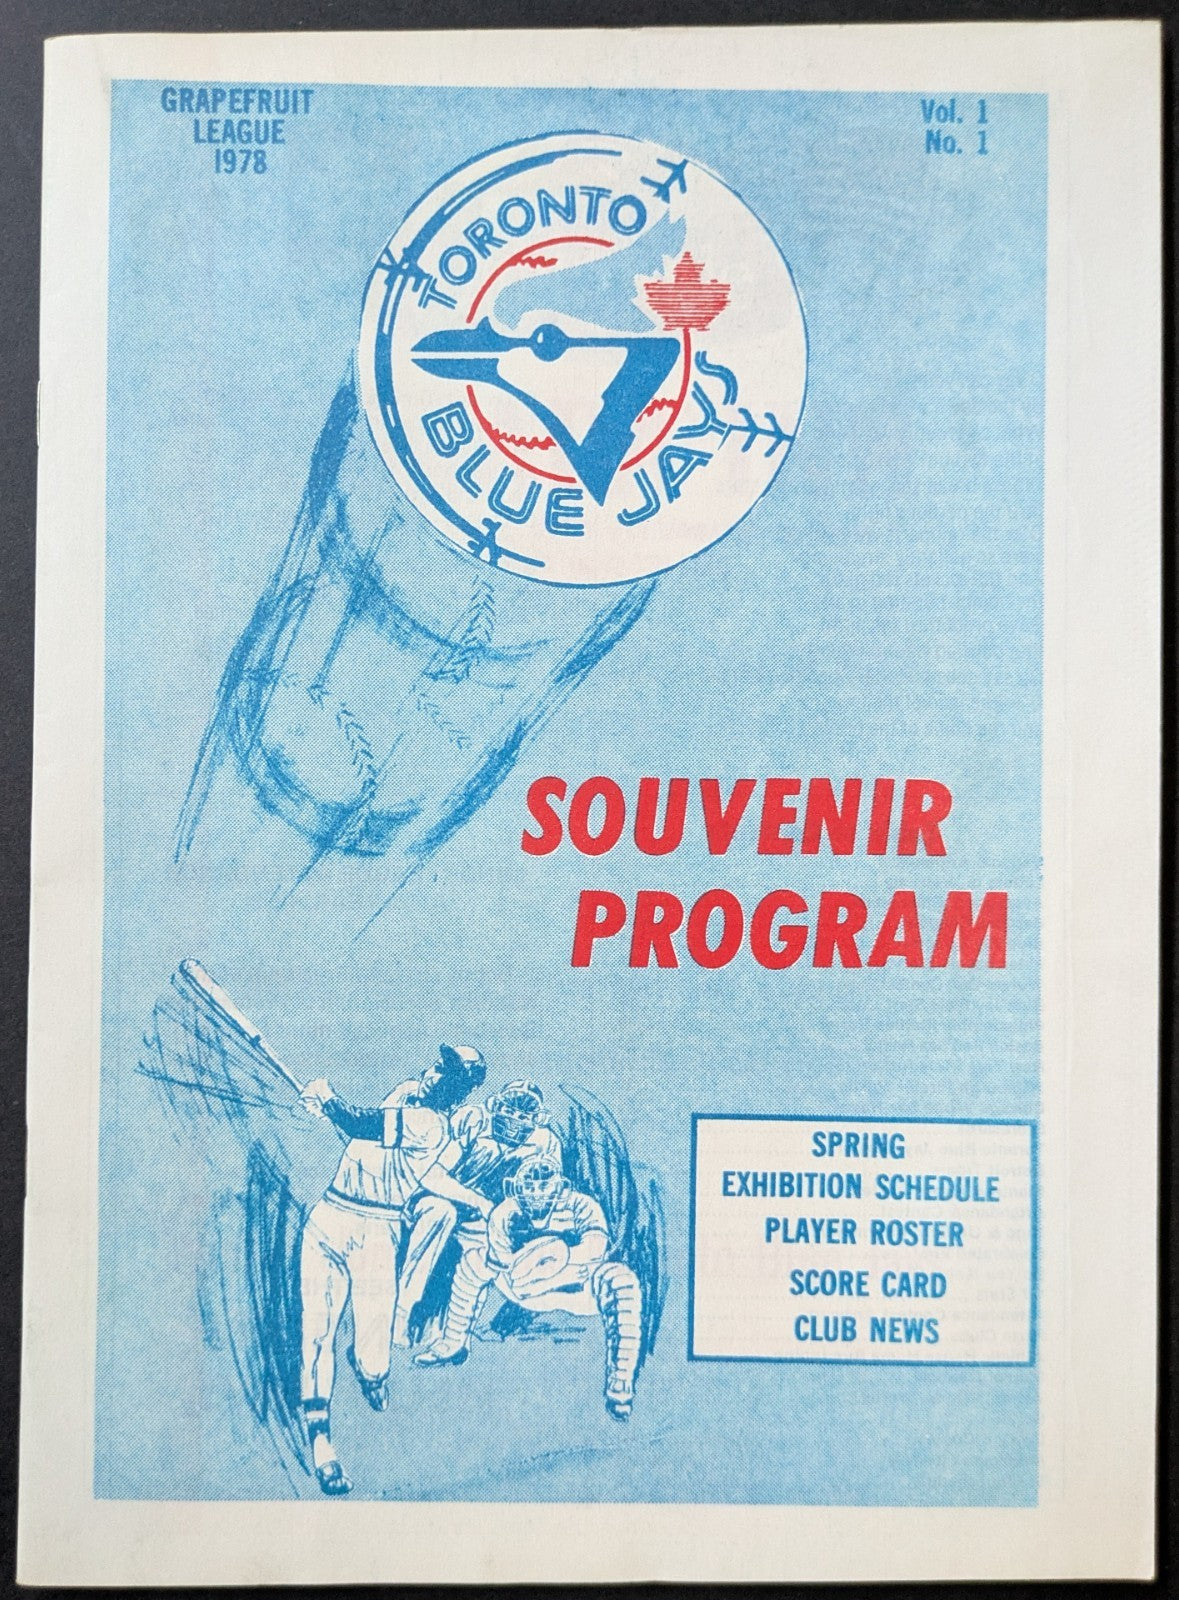 GRAPEFRUIT
LEAGUE
1978
Vol. 1
No. 1
TORONTO
BLUE JAYS
SOUVENIR
PROGRAM
SPRING
EXHIBITION SCHEDULE
PLAYER ROSTER
SCORE CARD
CLUB NEWS